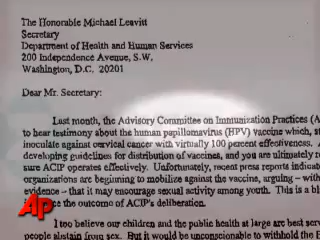 The Honorable Michael Leavitt
Secretary
Department of Health and Human Services
200 Independence Avenue, S.W.
Washington, D.C. 20201
Dear Mr. Secretary:
Last month, the Advisory Committee on Immunization Practices (A
to hear testimony about the human papillomavirus (HPV) vaccine which,
inoculate against cervical cancer with virtually 100 percent effectiveness.
developing guidelines for distribution of vaccines, and you are ultimately
sure ACIP operates effectively. Unfortunately, recent press reports indicat
organizations are beginning to mobilize against the vaccine, arguing – with
evidence – that it may encourage sexual activity among youth. This is a bl
the outcome of ACIP's deliberation.
I too believe our children and the public health at large are best serv
people abstain from sex. But it would be unconscionable to withhold the
AP